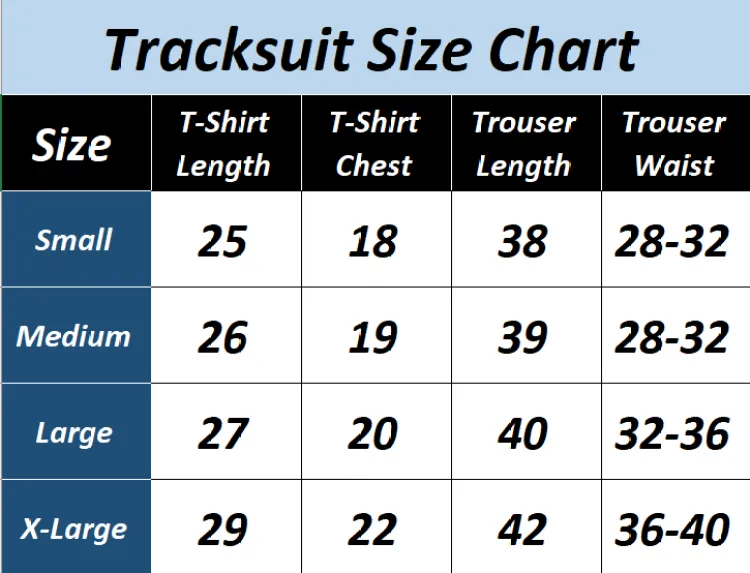 Tracksuit Size Chart
Size T-Shirt Length T-Shirt Chest Trouser Length Trouser Waist
Small 25 18 38 28-32
Medium 26 19 39 28-32
Large 27 20 40 32-36
X-Large 29 22 42 36-40